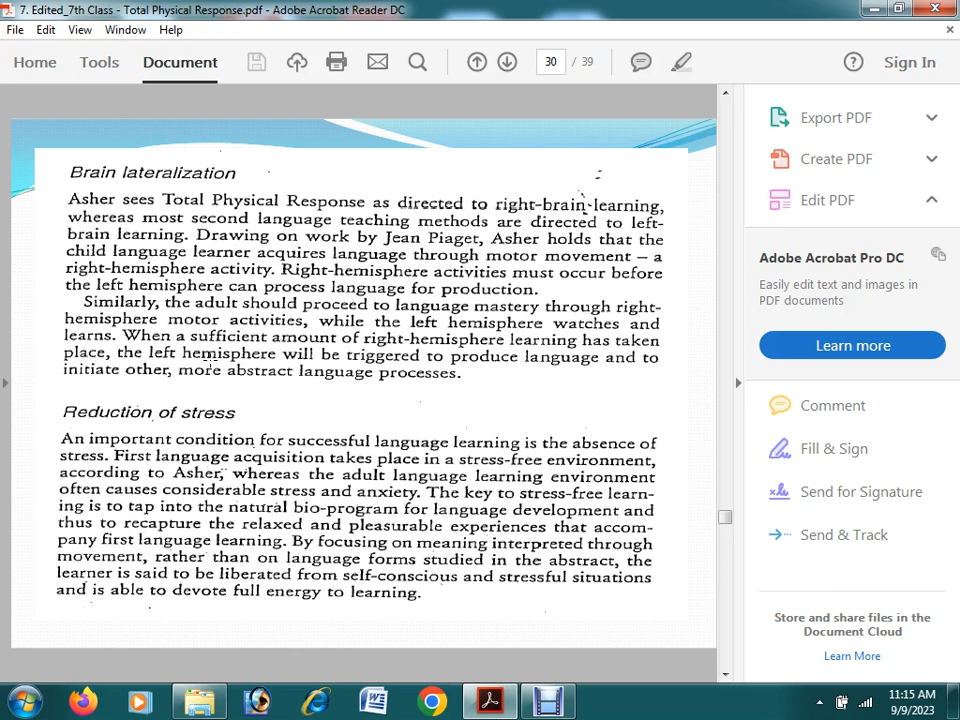 7. Edited_7th Class - Total Physical Response.pdf - Adobe Acrobat Reader DC
File Edit View Window Help
Home Tools Document 30 / 39 Sign In
Export PDF
Create PDF
Edit PDF
Adobe Acrobat Pro DC
Easily edit text and images in
PDF documents
Learn more
Comment
Fill & Sign
Send for Signature
Send & Track
Store and share files in the
Document Cloud
Learn More
Brain lateralization
Asher sees Total Physical Response as directed to right-brain learning,
whereas most second language teaching methods are directed to left-
brain learning. Drawing on work by Jean Piaget, Asher holds that the
child language learner acquires language through motor movement – a
right-hemisphere activity. Right-hemisphere activities must occur before
the left hemisphere can process language for production.
Similarly, the adult should proceed to language mastery through right-
hemisphere motor activities, while the left hemisphere watches and
learns. When a sufficient amount of right-hemisphere learning has taken
place, the left hemisphere will be triggered to produce language and to
initiate other, more abstract language processes.
Reduction of stress
An important condition for successful language learning is the absence of
stress. First language acquisition takes place in a stress-free environment,
according to Asher, whereas the adult language learning environment
often causes considerable stress and anxiety. The key to stress-free learn-
ing is to tap into the natural bio-program for language development and
thus to recapture the relaxed and pleasurable experiences that accom-
pany first language learning. By focusing on meaning interpreted through
movement, rather than on language forms studied in the abstract, the
learner is said to be liberated from self-conscious and stressful situations
and is able to devote full energy to learning.
11:15 AM
9/9/2023